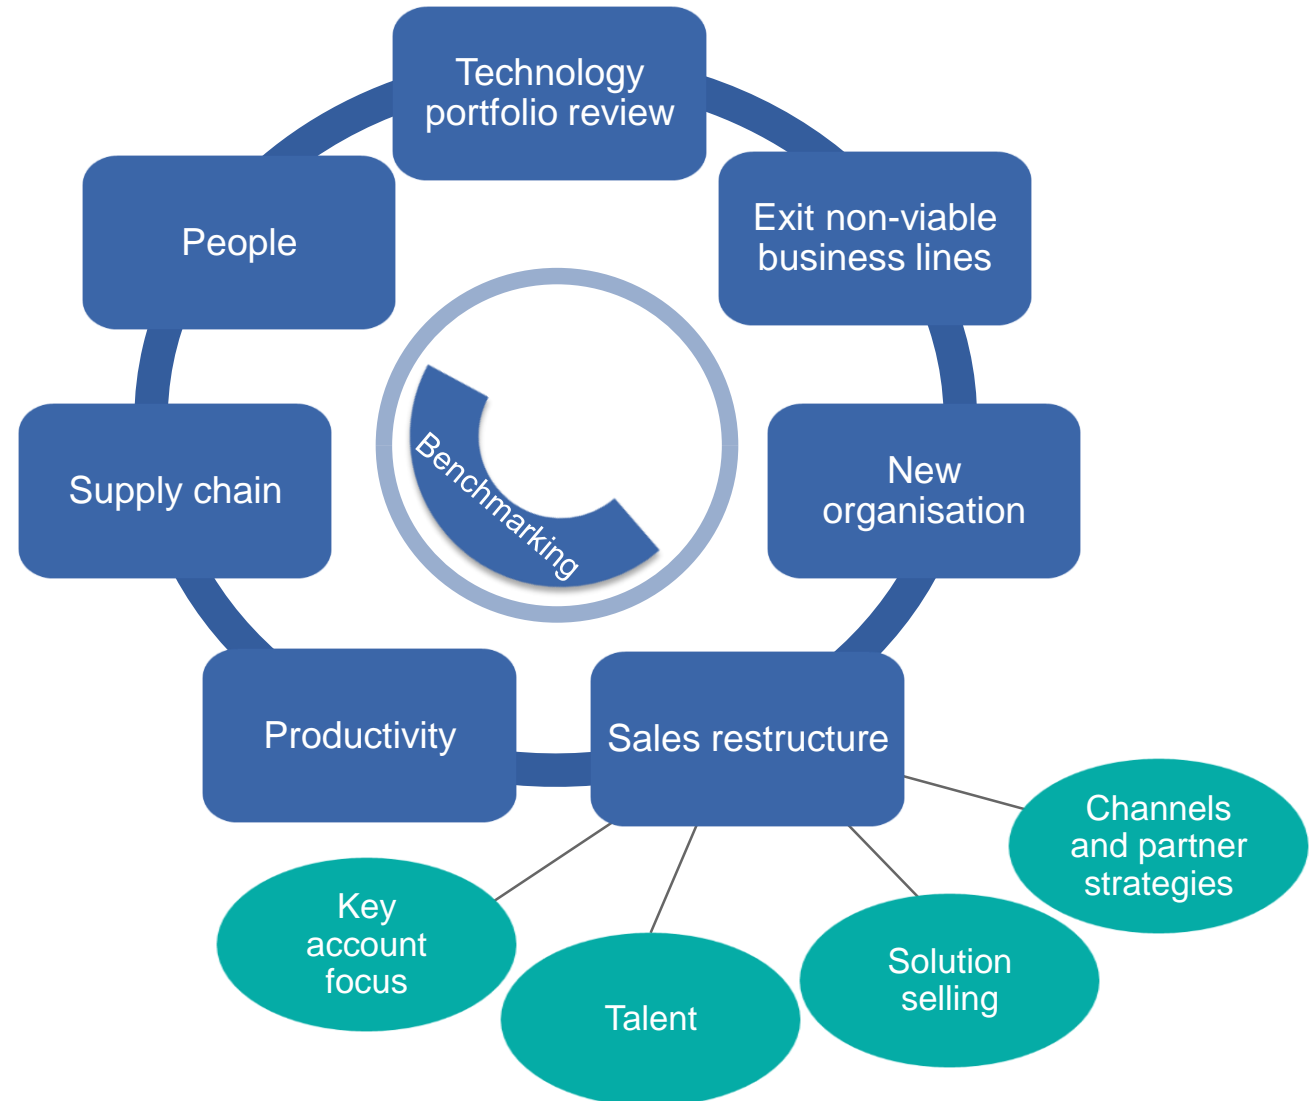 Technology
portfolio review
Exit non-viable
business lines
People
New
organisation
Supply chain
Benchmarking
Productivity
Sales restructure
Channels
and partner
strategies
Key
account
focus
Solution
selling
Talent